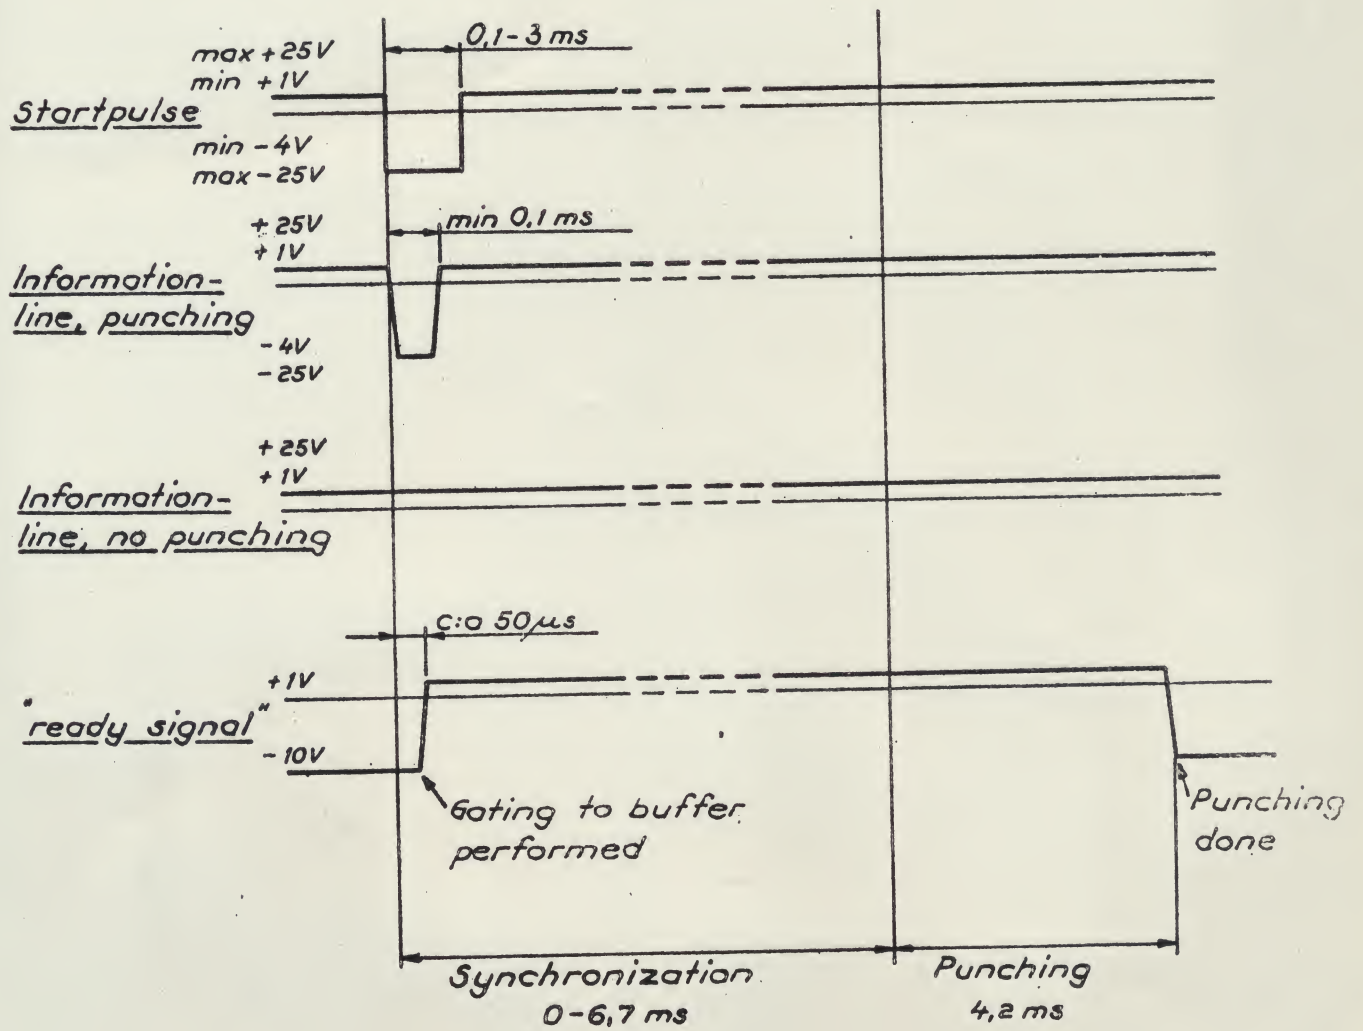 0,1-3 ms
max +25V
min +1V
Startpulse
min -4V
max -25V
min 0,1 ms
+25V
+1V
Information-
line, punching
-4V
-25V
+25V
+1V
Information-
line, no punching
c:a 50 µs
+1V
"ready signal"
-10V
Gating to buffer
performed
Punching
done
Synchronization
0-6,7 ms
Punching
4,2 ms